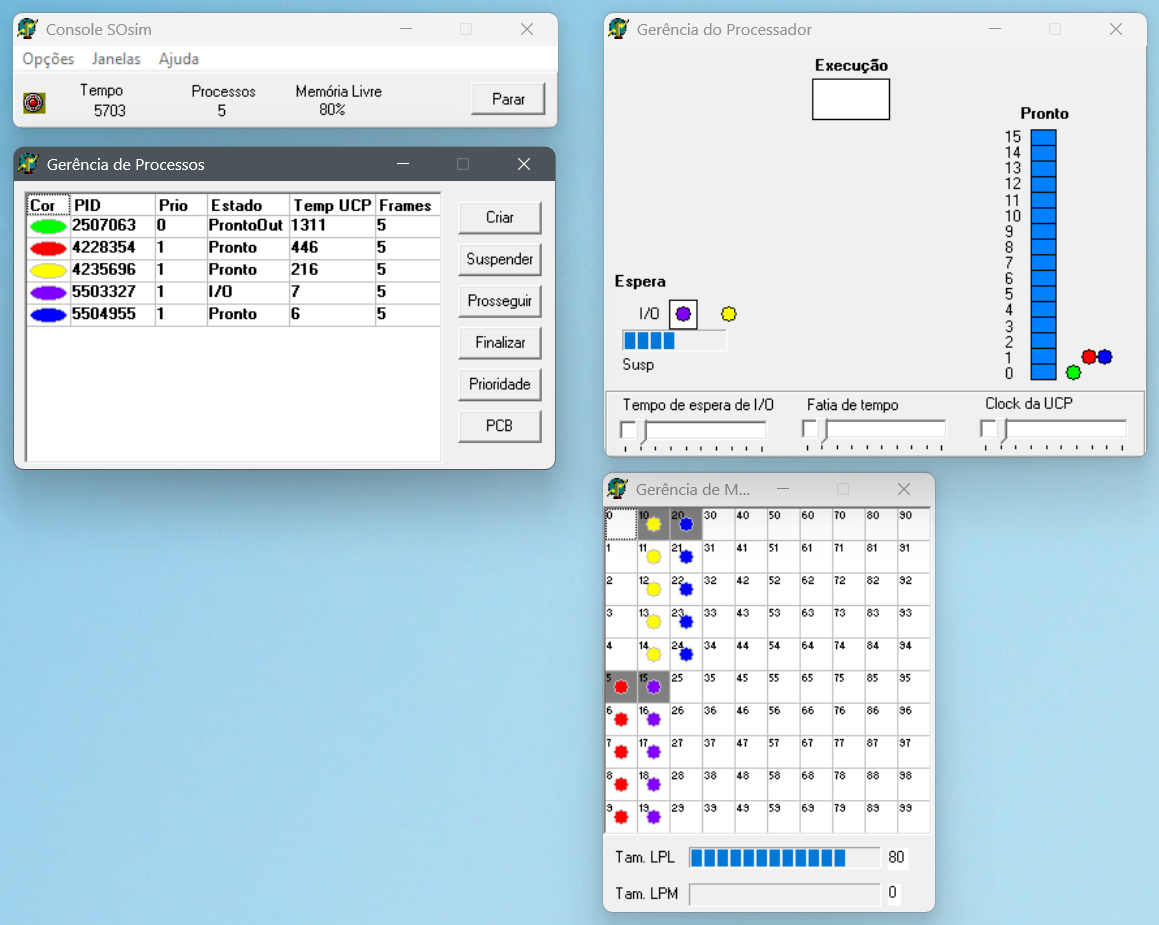 Console SOsim
Opções Janelas Ajuda
Tempo Processos Memória Livre
5703 5 80%
Parar
Gerência de Processos
Cor PID Prio Estado Temp UCP Frames
2507063 0 ProntoOut 1311 5
4228354 1 Pronto 446 5
4235696 1 Pronto 216 5
5503327 1 I/O 7 5
5504955 1 Pronto 6 5
Criar
Suspender
Prosseguir
Finalizar
Prioridade
PCB
Gerência do Processador
Execução
Pronto
15
14
13
12
11
10
9
8
7
6
5
4
3
2
1
0
Espera
I/O
Susp
Tempo de espera de I/O Fatia de tempo Clock da UCP
Gerência de M...
0 10 20 30 40 50 60 70 80 90
1 11 21 31 41 51 61 71 81 91
2 12 22 32 42 52 62 72 82 92
3 13 23 33 43 53 63 73 83 93
4 14 24 34 44 54 64 74 84 94
5 15 25 35 45 55 65 75 85 95
6 16 26 36 46 56 66 76 86 96
7 17 27 37 47 57 67 77 87 97
8 18 28 38 48 58 68 78 88 98
9 19 29 39 49 59 69 79 89 99
Tam. LPL 80
Tam. LPM 0